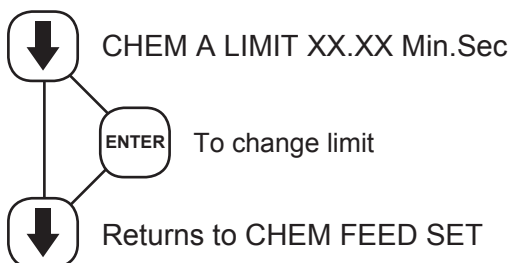 CHEM A LIMIT XX.XX Min.Sec
ENTER To change limit
Returns to CHEM FEED SET